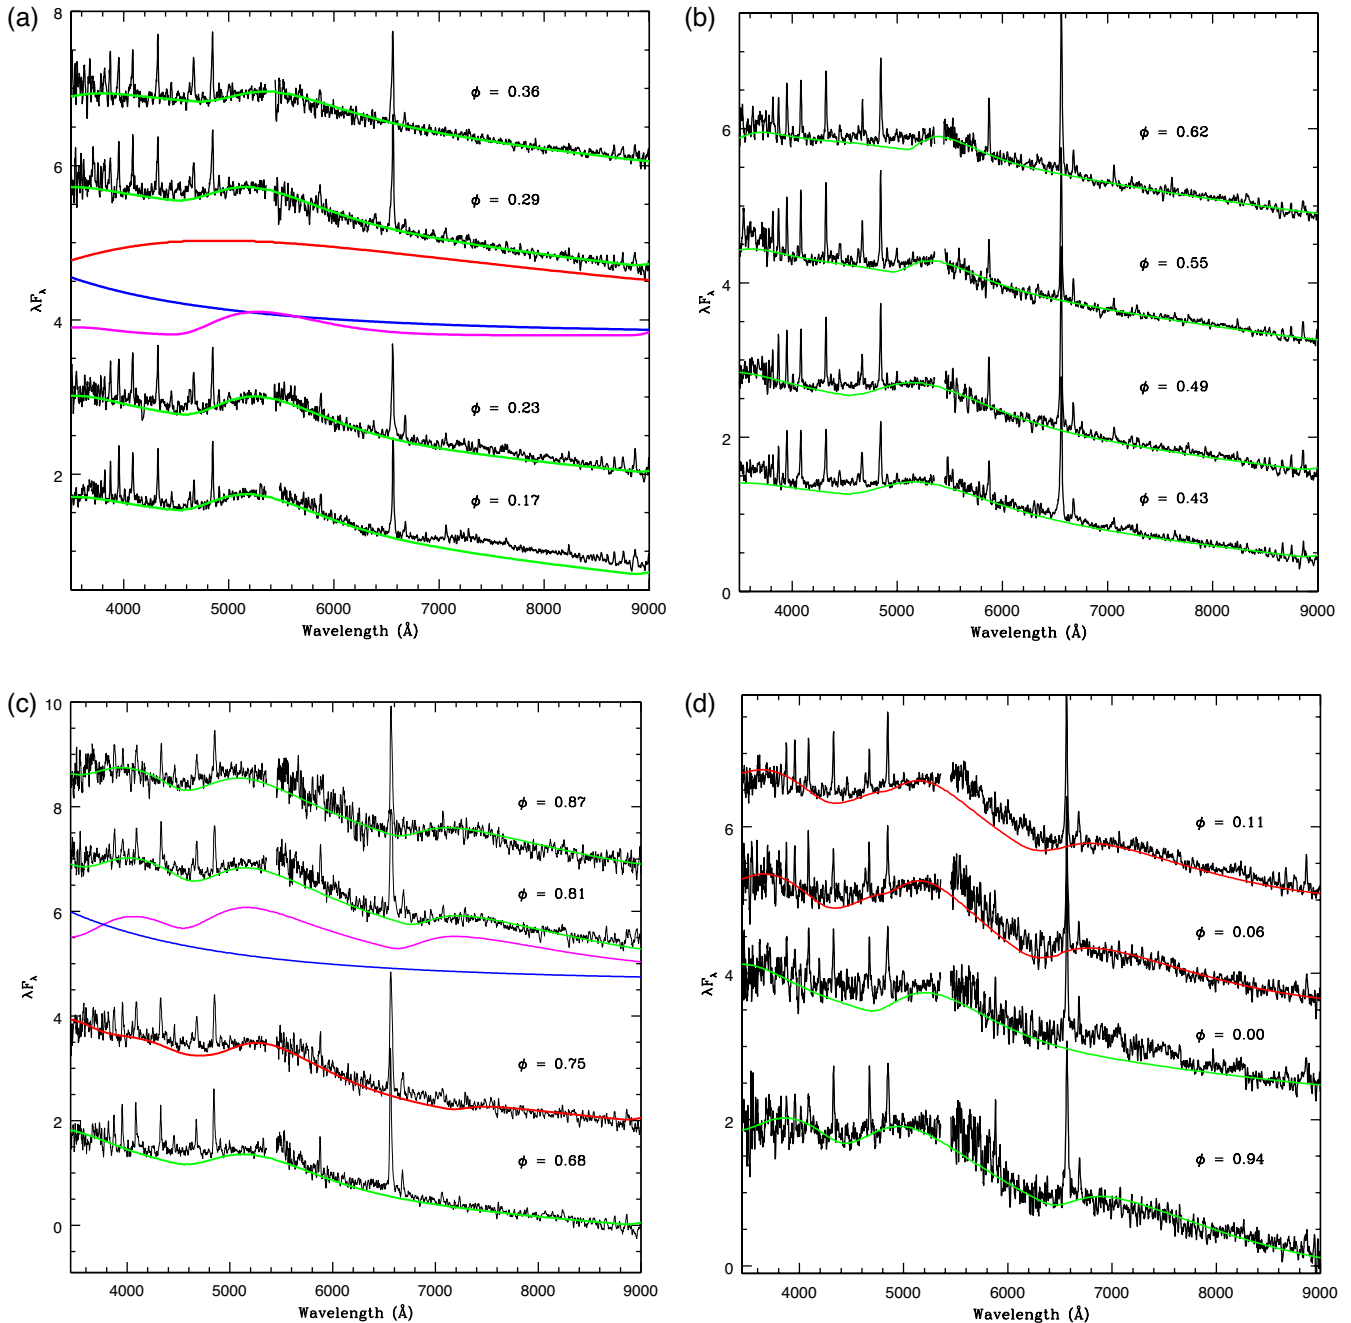 (a)
8
6
4
2
λFλ
ϕ = 0.36
ϕ = 0.29
ϕ = 0.23
ϕ = 0.17
4000 5000 6000 7000 8000 9000
Wavelength (Å)
(b)
6
4
2
0
λFλ
ϕ = 0.62
ϕ = 0.55
ϕ = 0.49
ϕ = 0.43
4000 5000 6000 7000 8000 9000
Wavelength (Å)
(c)
10
8
6
4
2
0
λFλ
ϕ = 0.87
ϕ = 0.81
ϕ = 0.75
ϕ = 0.68
4000 5000 6000 7000 8000 9000
Wavelength (Å)
(d)
6
4
2
0
λFλ
ϕ = 0.11
ϕ = 0.06
ϕ = 0.00
ϕ = 0.94
4000 5000 6000 7000 8000 9000
Wavelength (Å)